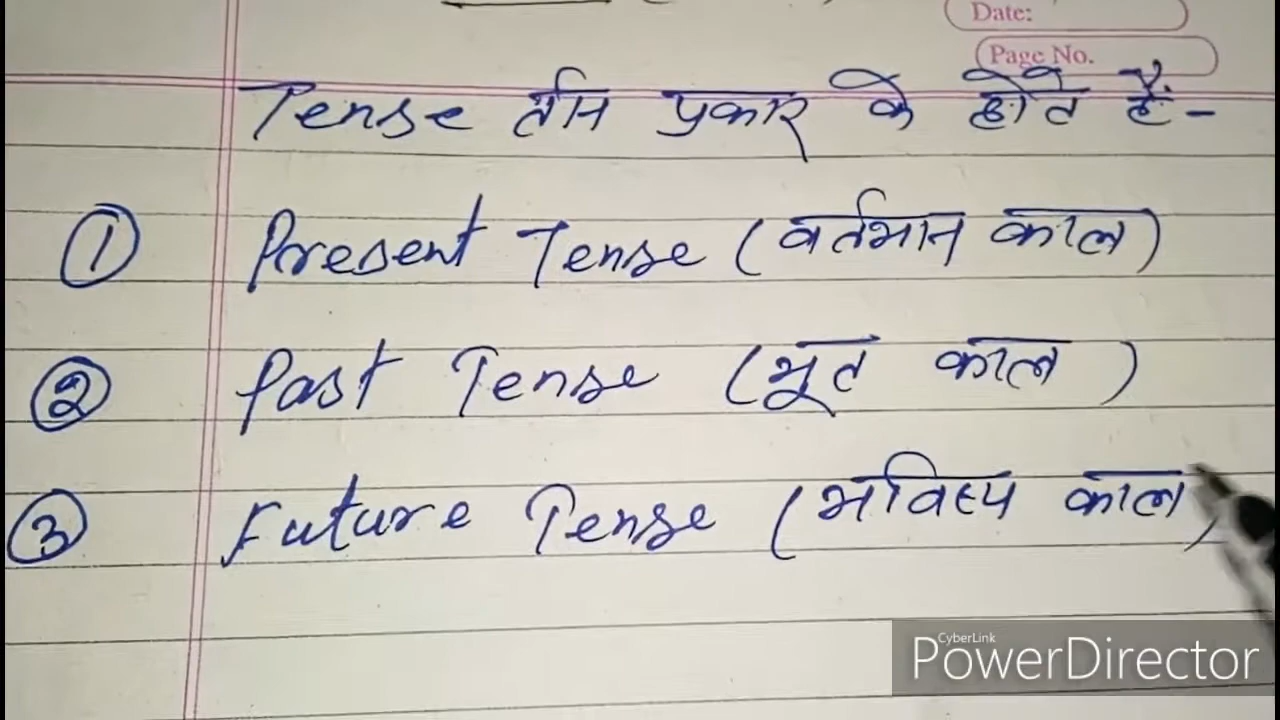 Date:
Page No.
Tense तीन प्रकार के होते हैं-
① Present Tense (वर्तमान काल)
② Past Tense (भूत काल )
③ Future Tense (भविष्य काल)
CyberLink
PowerDirector